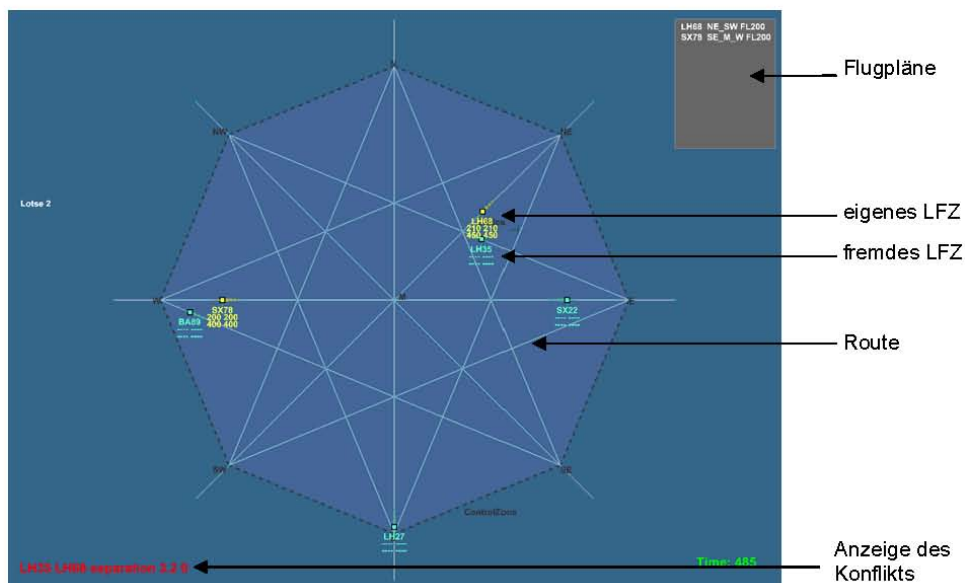 LH68 NE_SW FL200
SX78 SE_M_W FL200
Flugpläne
N
NW
NE
Lotse 2
eigenes LFZ
LH68
210 210
450 450
fremdes LFZ
LH35
W
M
E
SX78
200 200
400 400
BA89
SX22
Route
SW
SE
ControlZone
LH27
LH35 LH68 separation 3.2 0
Time: 485
Anzeige des
Konflikts